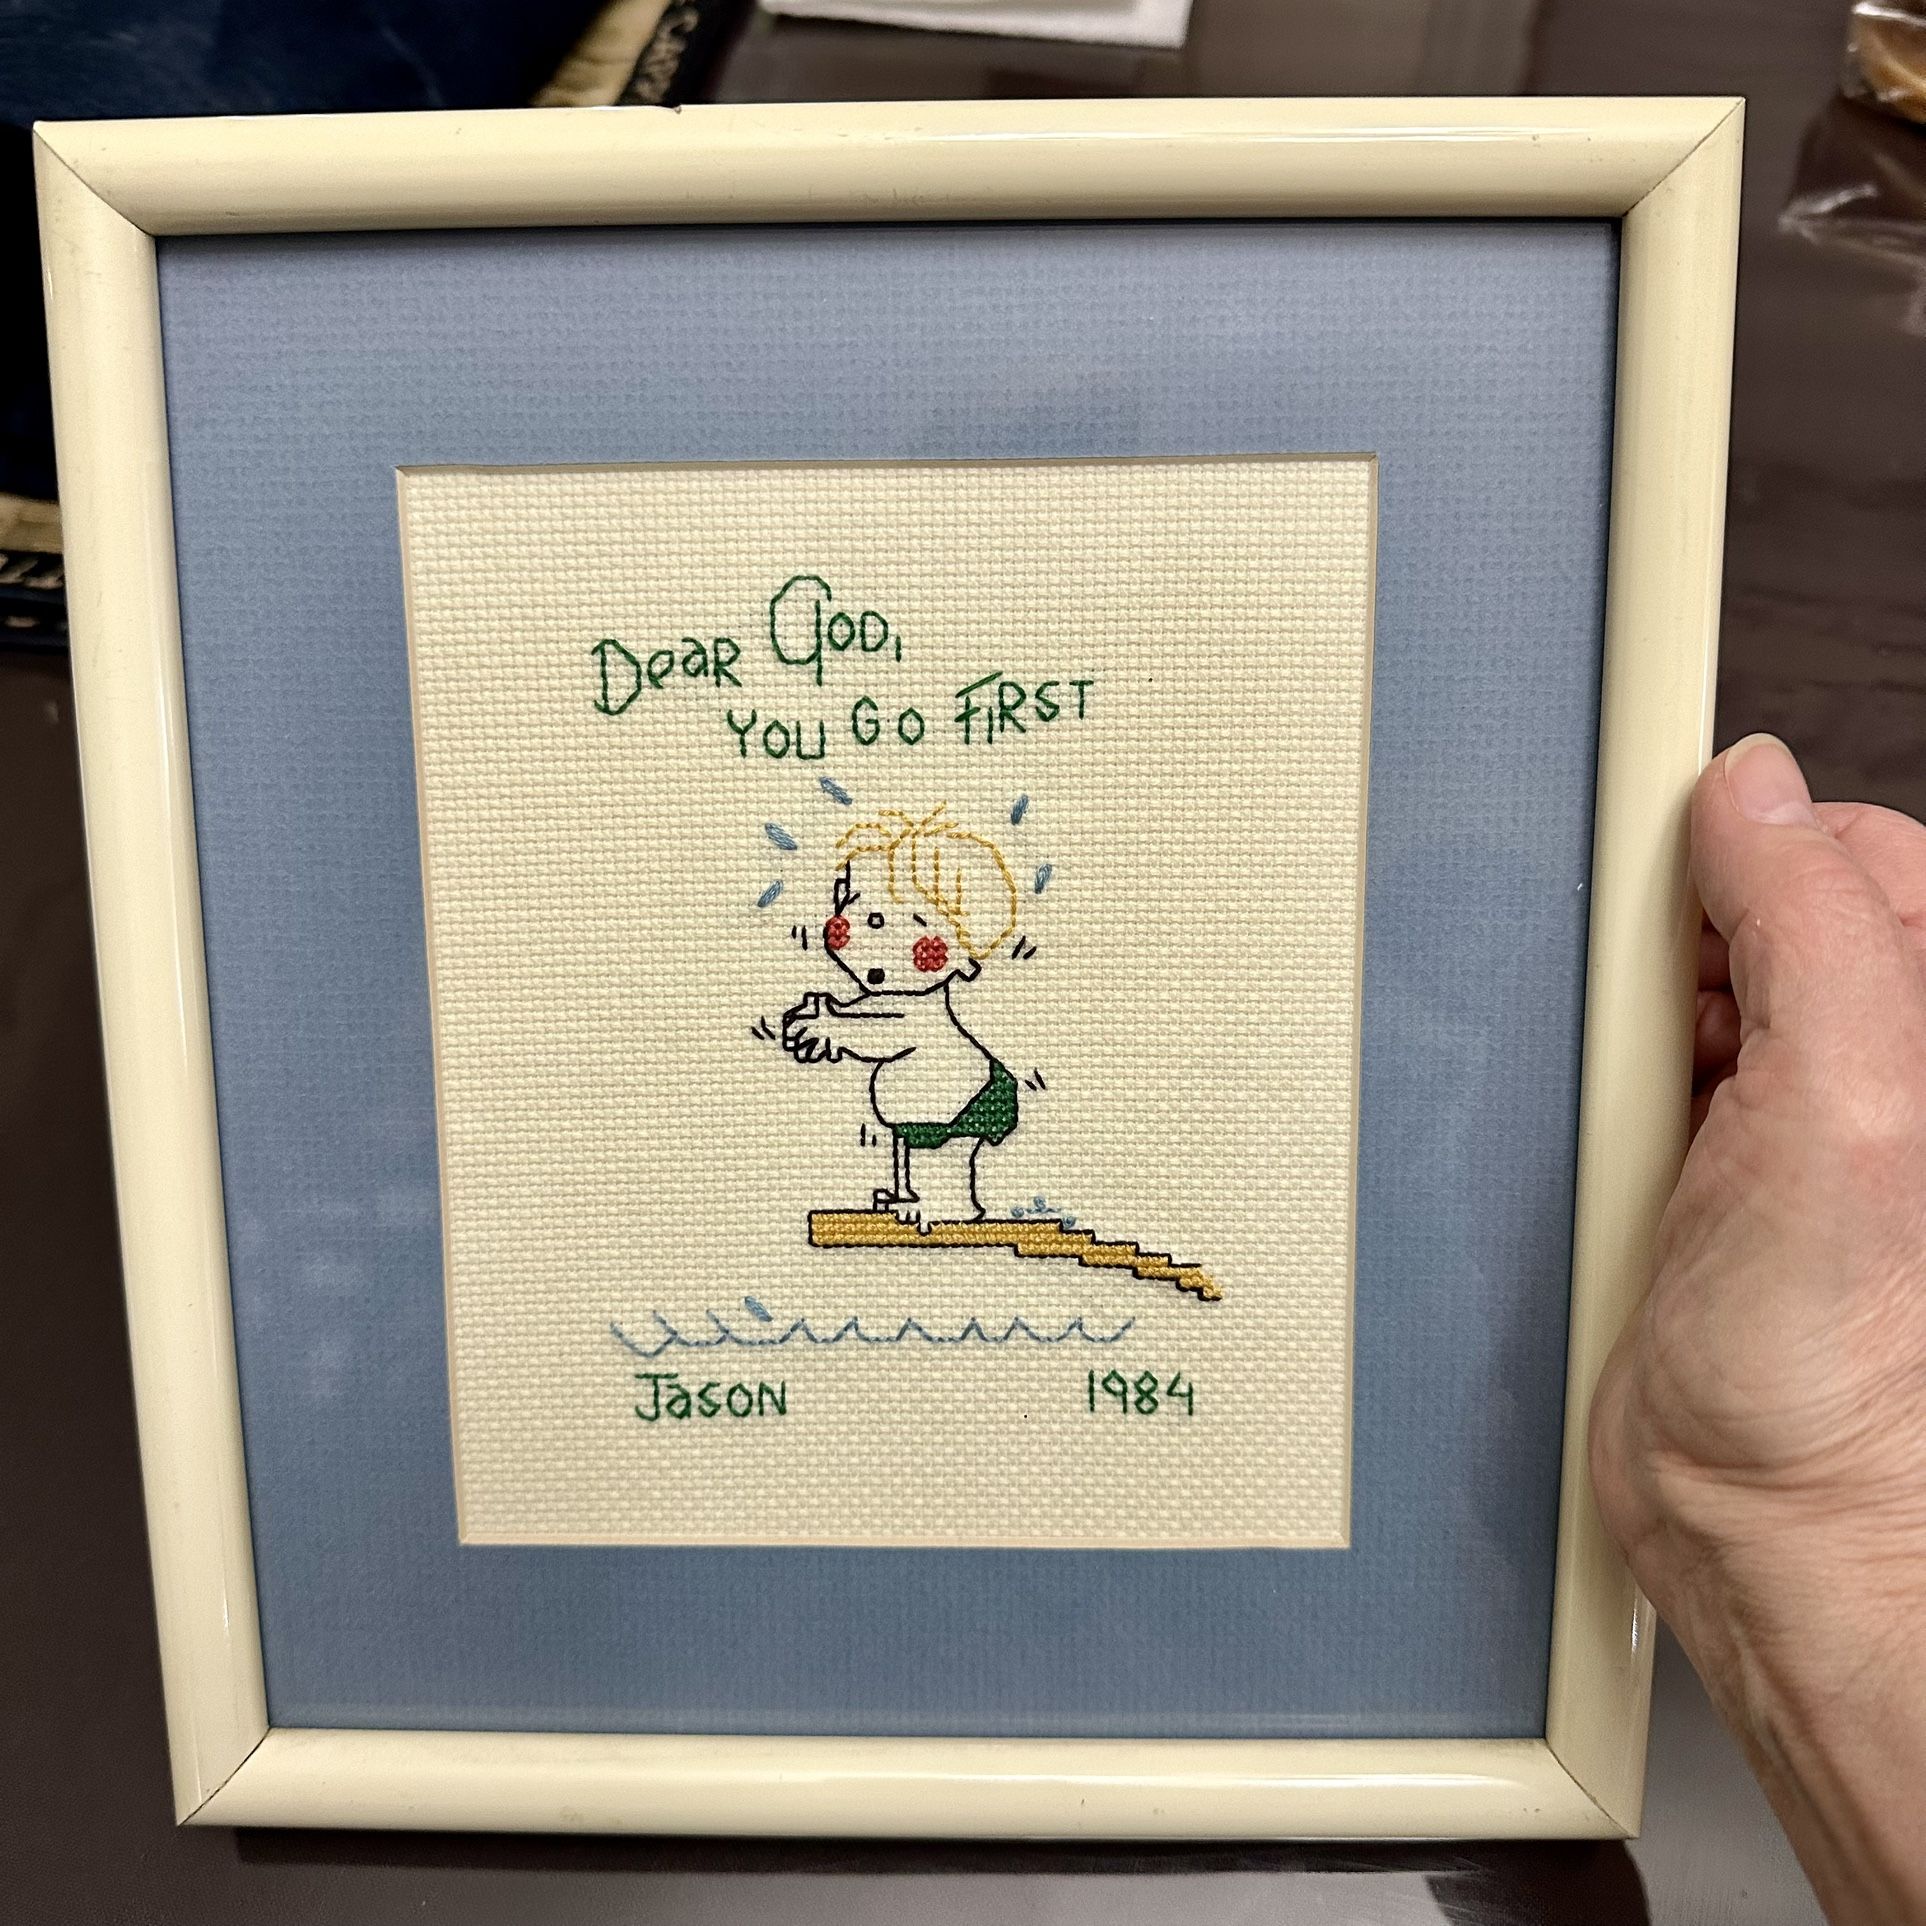 Dear God,
YOU GO FIRST
Jason 1984